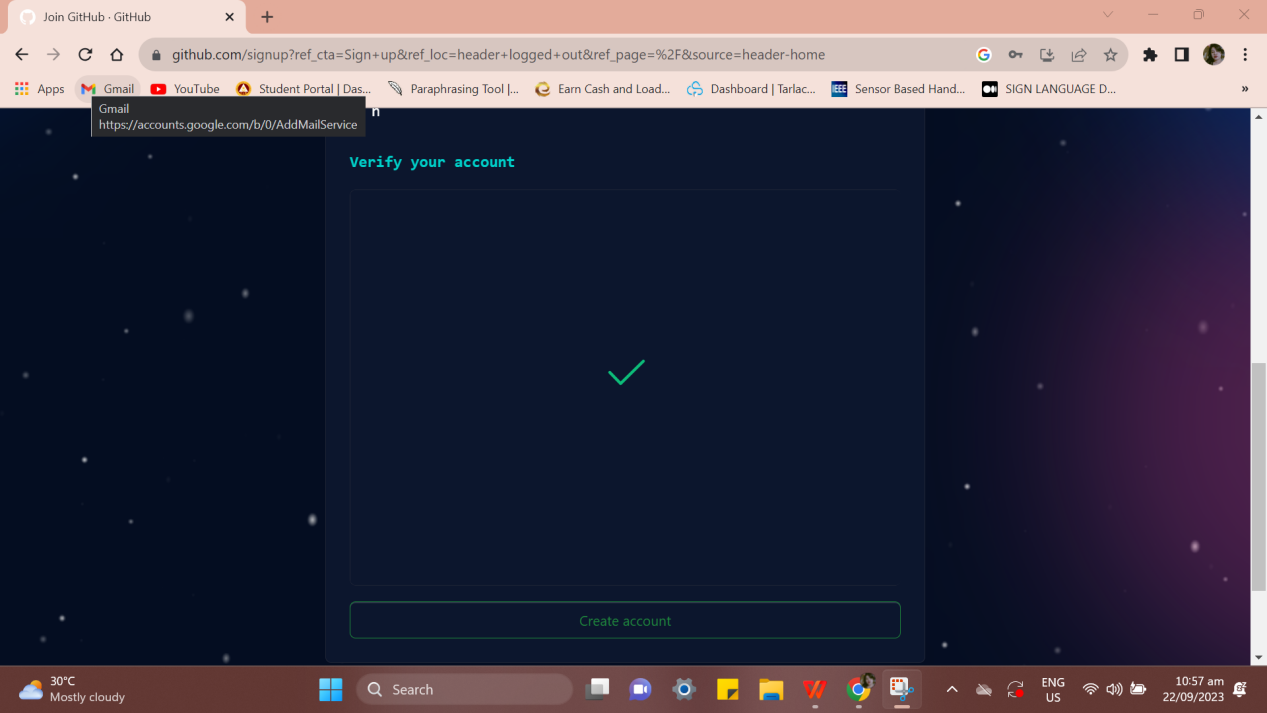 Join GitHub · GitHub
github.com/signup?ref_cta=Sign+up&ref_loc=header+logged+out&ref_page=%2F&source=header-home
Apps Gmail YouTube Student Portal | Das... Paraphrasing Tool |... Earn Cash and Load... Dashboard | Tarlac... IEEE Sensor Based Hand... SIGN LANGUAGE D... »
Gmail
https://accounts.google.com/b/0/AddMailService
n
Verify your account
Create account
30°C
Mostly cloudy
Search
ENG
US
10:57 am
22/09/2023